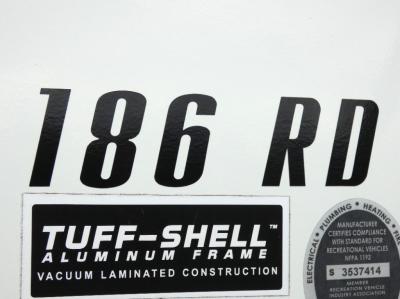 186 RD
TUFF-SHELL™
ALUMINUM FRAME
VACUUM LAMINATED CONSTRUCTION
ELECTRICAL • PLUMBING • HEATING •
MANUFACTURER
CERTIFIES COMPLIANCE
WITH STANDARD FOR
RECREATIONAL VEHICLES
NFPA 1192
S 3537414
MEMBER
RECREATION VEHICLE
INDUSTRY ASSOCIATION